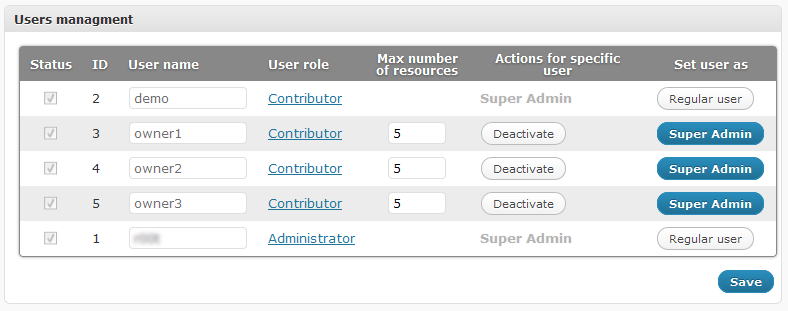 Users managment
Status ID User name User role Max number of resources Actions for specific user Set user as
2 demo Contributor Super Admin Regular user
3 owner1 Contributor 5 Deactivate Super Admin
4 owner2 Contributor 5 Deactivate Super Admin
5 owner3 Contributor 5 Deactivate Super Admin
1 Administrator Super Admin Regular user
Save